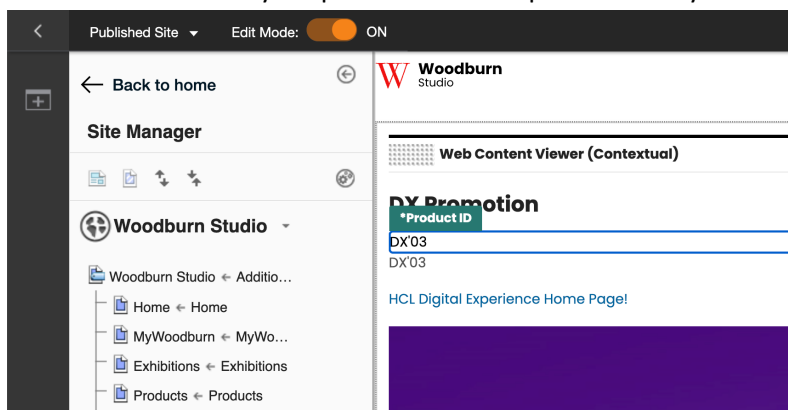 Published Site
Edit Mode:
ON
Back to home
Site Manager
Woodburn Studio
Woodburn Studio ← Additio...
Home ← Home
MyWoodburn ← MyWo...
Exhibitions ← Exhibitions
Products ← Products
W Woodburn
Studio
Web Content Viewer (Contextual)
DX Promotion
*Product ID
DX'03
DX'03
HCL Digital Experience Home Page!